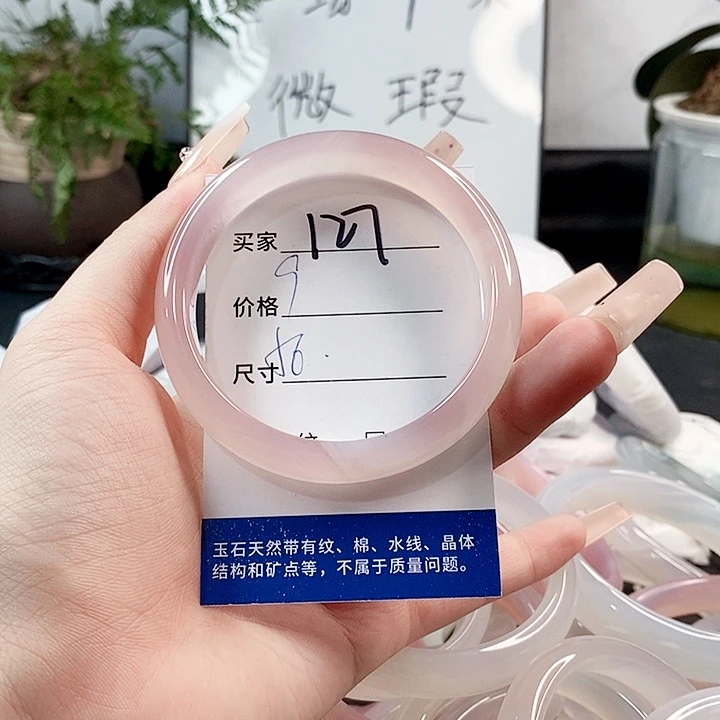 微瑕
买家 127
价格 9
尺寸 56
玉石天然带有纹、棉、水线、晶体
结构和矿点等，不属于质量问题。